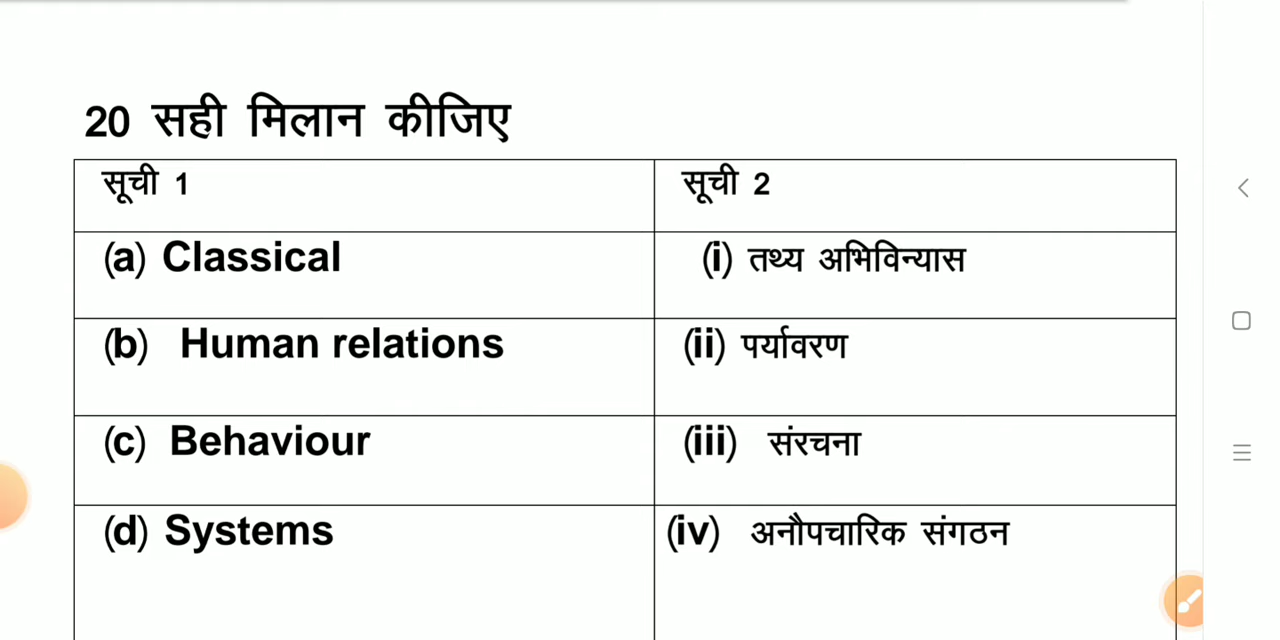 20 सही मिलान कीजिए
सूची 1 सूची 2
(a) Classical (i) तथ्य अभिविन्यास
(b) Human relations (ii) पर्यावरण
(c) Behaviour (iii) संरचना
(d) Systems (iv) अनौपचारिक संगठन